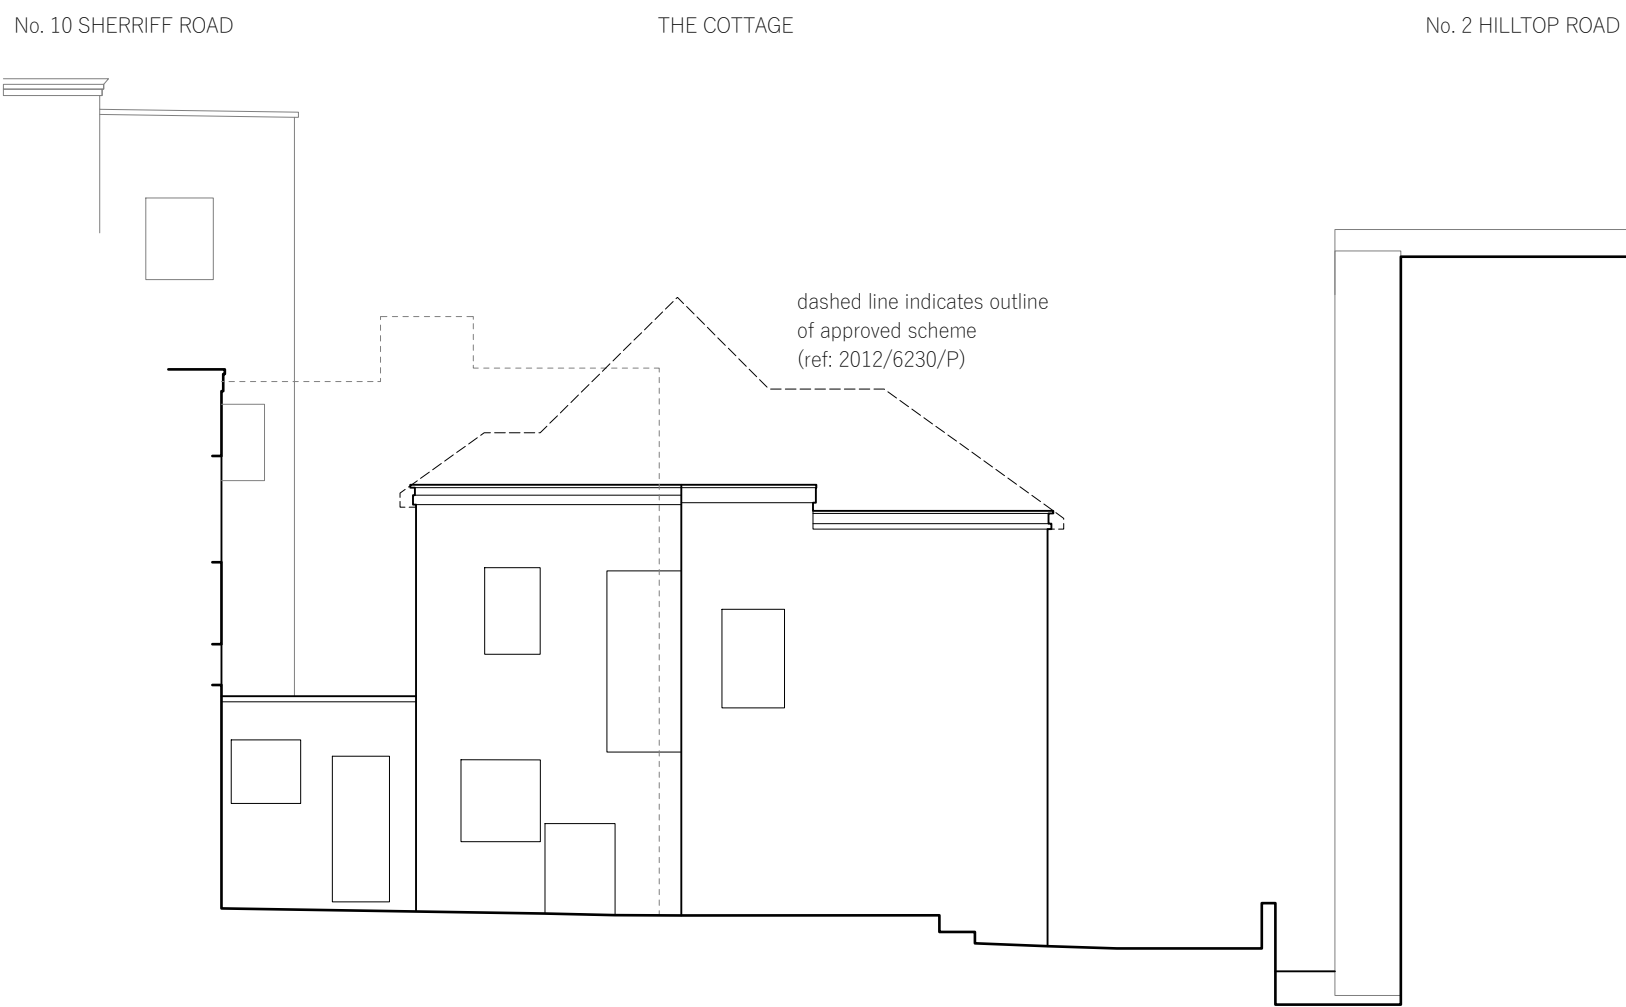 No. 10 SHERRIFF ROAD
THE COTTAGE
No. 2 HILLTOP ROAD
dashed line indicates outline
of approved scheme
(ref: 2012/6230/P)